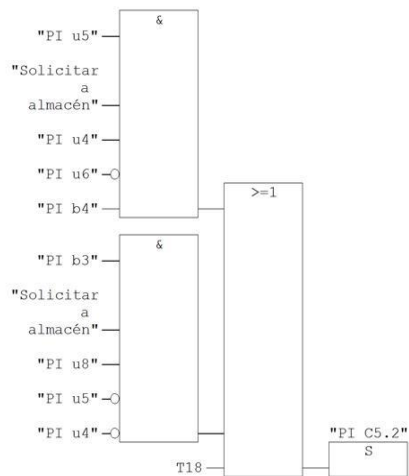 &
"PI u5"
"Solicitar
a
almacén"
"PI u4"
"PI u6"
"PI b4"
>=1
&
"PI b3"
"Solicitar
a
almacén"
"PI u8"
"PI u5"
"PI u4"
"PI C5.2"
S
T18